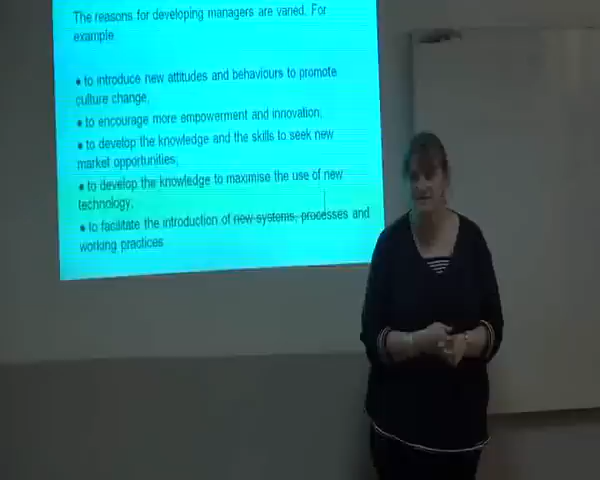 The reasons for developing managers are varied. For
example
• to introduce new attitudes and behaviours to promote
culture change;
• to encourage more empowerment and innovation;
• to develop the knowledge and the skills to seek new
market opportunities;
• to develop the knowledge to maximise the use of new
technology;
• to facilitate the introduction of new systems, processes and
working practices